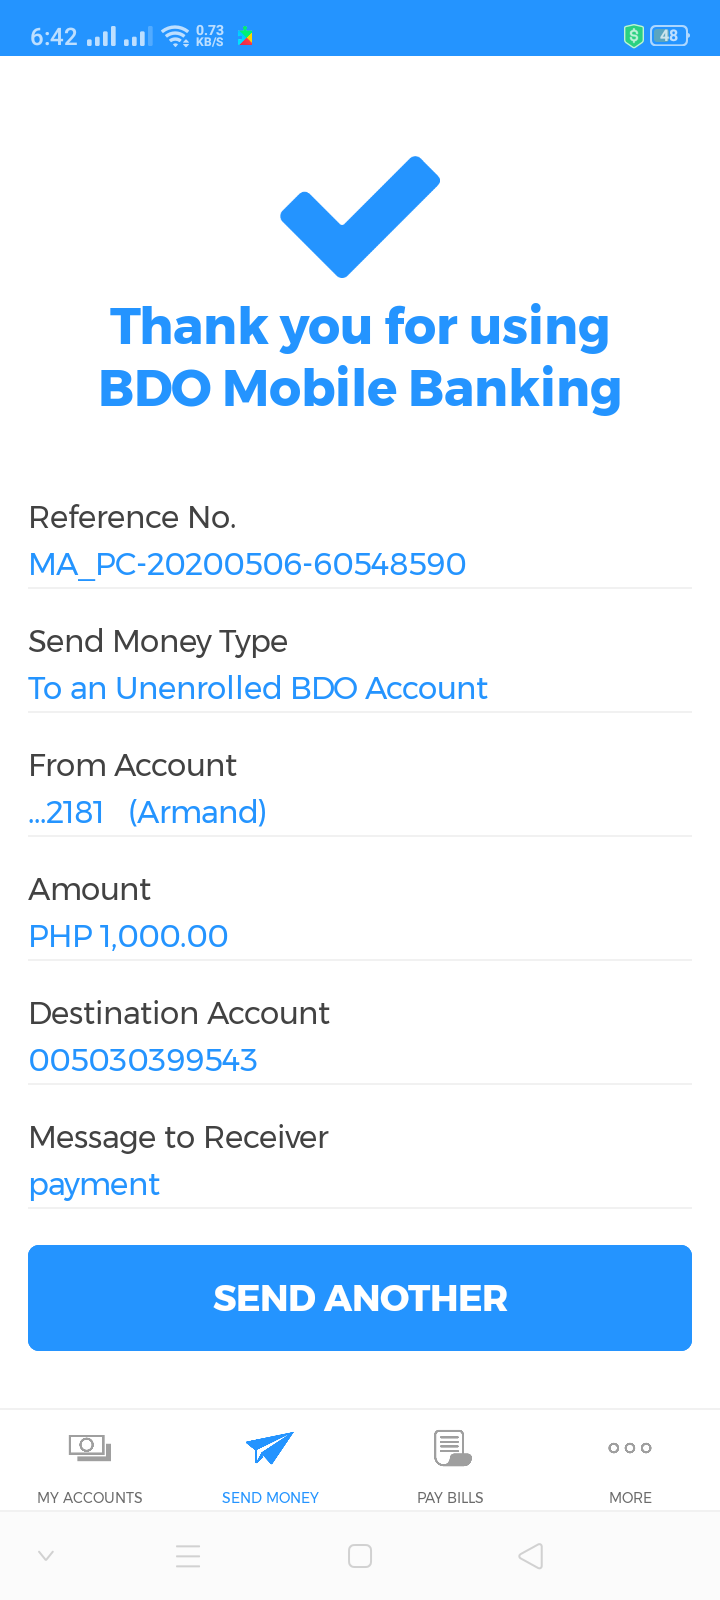 6:42
0.73
KB/S
48
Thank you for using
BDO Mobile Banking
Reference No.
MA_PC-20200506-60548590
Send Money Type
To an Unenrolled BDO Account
From Account
...2181 (Armand)
Amount
PHP 1,000.00
Destination Account
005030399543
Message to Receiver
payment
SEND ANOTHER
MY ACCOUNTS
SEND MONEY
PAY BILLS
MORE